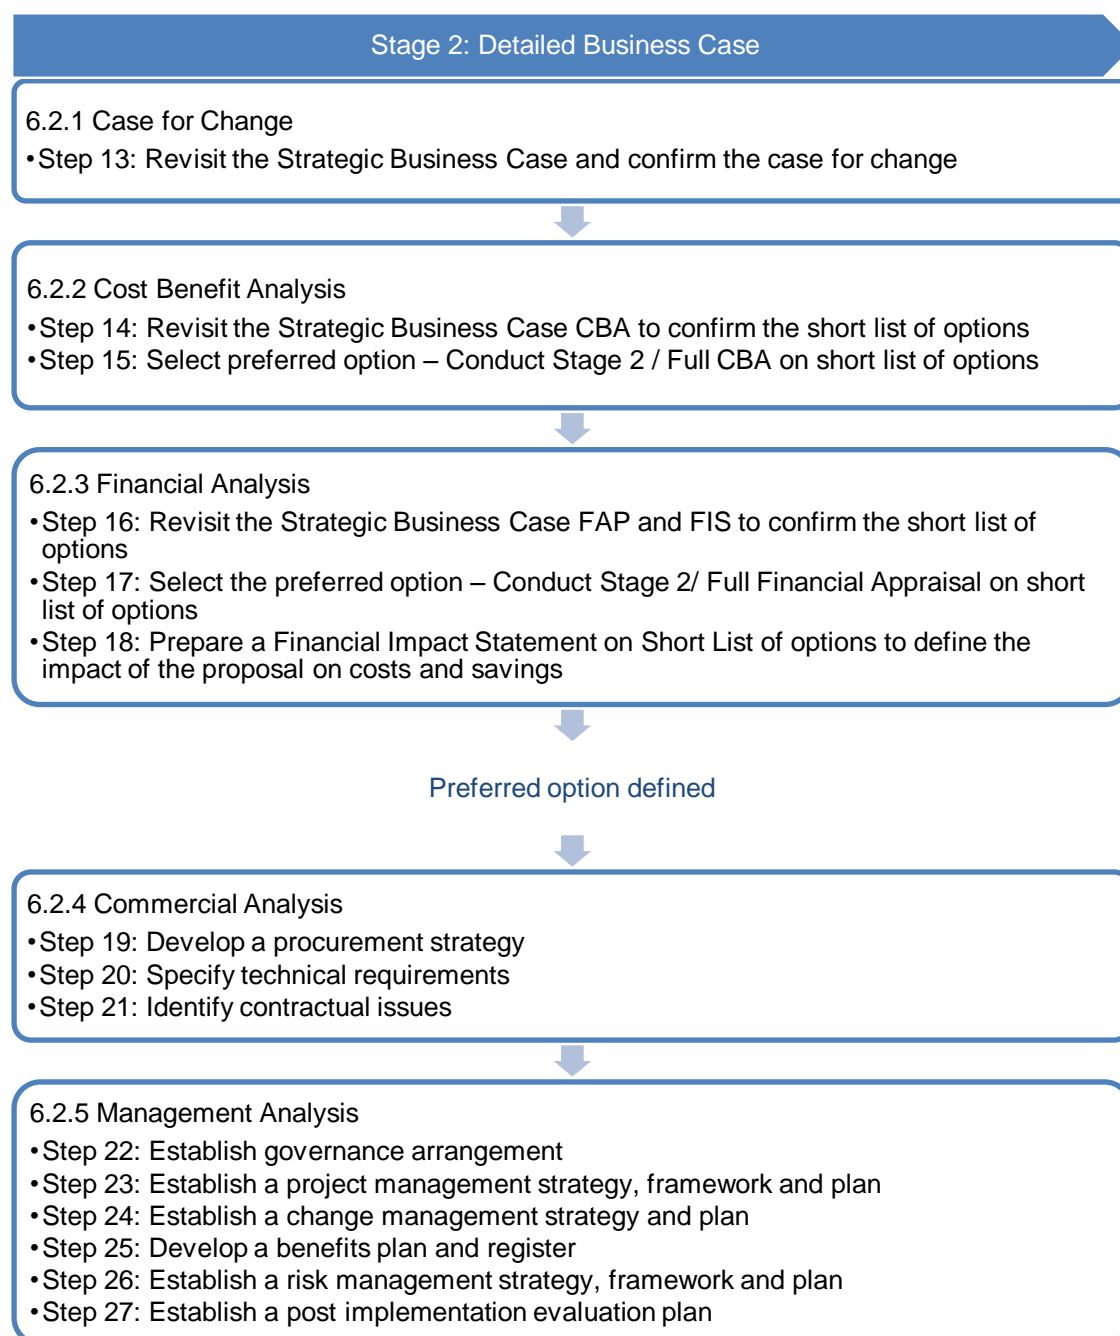 Stage 2: Detailed Business Case
6.2.1 Case for Change
•Step 13: Revisit the Strategic Business Case and confirm the case for change
6.2.2 Cost Benefit Analysis
•Step 14: Revisit the Strategic Business Case CBA to confirm the short list of options
•Step 15: Select preferred option – Conduct Stage 2 / Full CBA on short list of options
6.2.3 Financial Analysis
•Step 16: Revisit the Strategic Business Case FAP and FIS to confirm the short list of
options
•Step 17: Select the preferred option – Conduct Stage 2/ Full Financial Appraisal on short
list of options
•Step 18: Prepare a Financial Impact Statement on Short List of options to define the
impact of the proposal on costs and savings
Preferred option defined
6.2.4 Commercial Analysis
•Step 19: Develop a procurement strategy
•Step 20: Specify technical requirements
•Step 21: Identify contractual issues
6.2.5 Management Analysis
•Step 22: Establish governance arrangement
•Step 23: Establish a project management strategy, framework and plan
•Step 24: Establish a change management strategy and plan
•Step 25: Develop a benefits plan and register
•Step 26: Establish a risk management strategy, framework and plan
•Step 27: Establish a post implementation evaluation plan